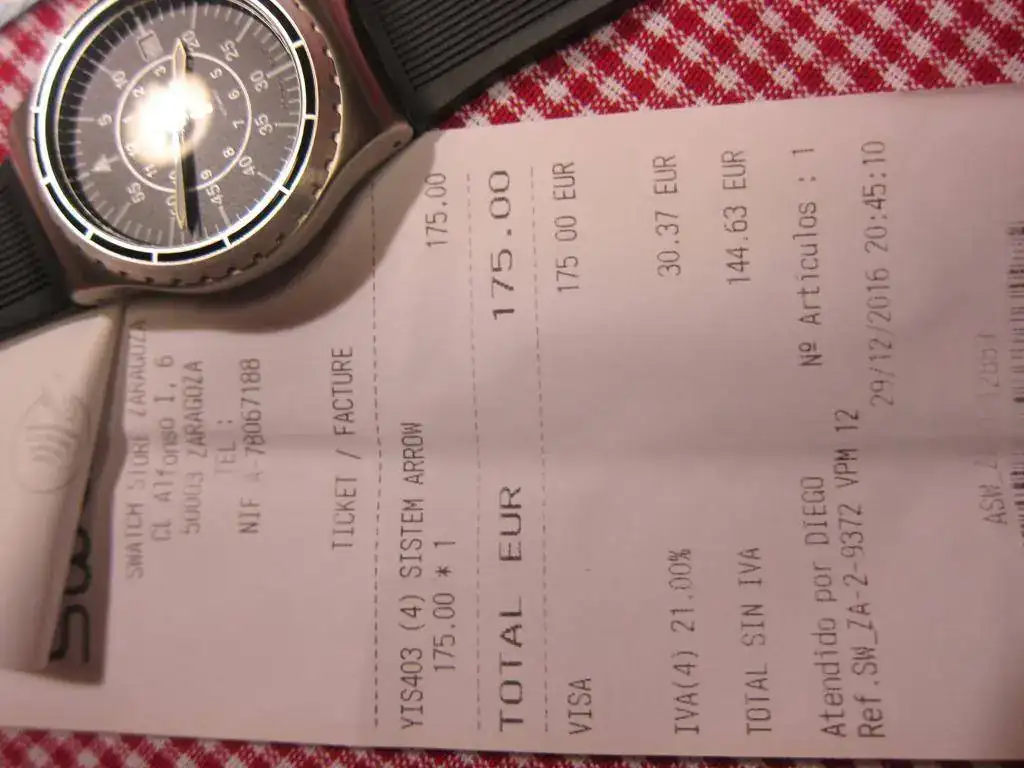 SWATCH STORE ZARAGOZA
CL Alfonso I, 6
50003 ZARAGOZA
TEL :
NIF A-78067188
TICKET / FACTURE
YIS403 (4) SISTEM ARROW
175.00 * 1 175.00
TOTAL EUR 175.00
VISA 175 00 EUR
IVA(4) 21.00% 30.37 EUR
TOTAL SIN IVA 144.63 EUR
Atendido por DIEGO Nº Artículos : 1
Ref.SW_ZA-2-9372 VPM 12
29/12/2016 20:45:10